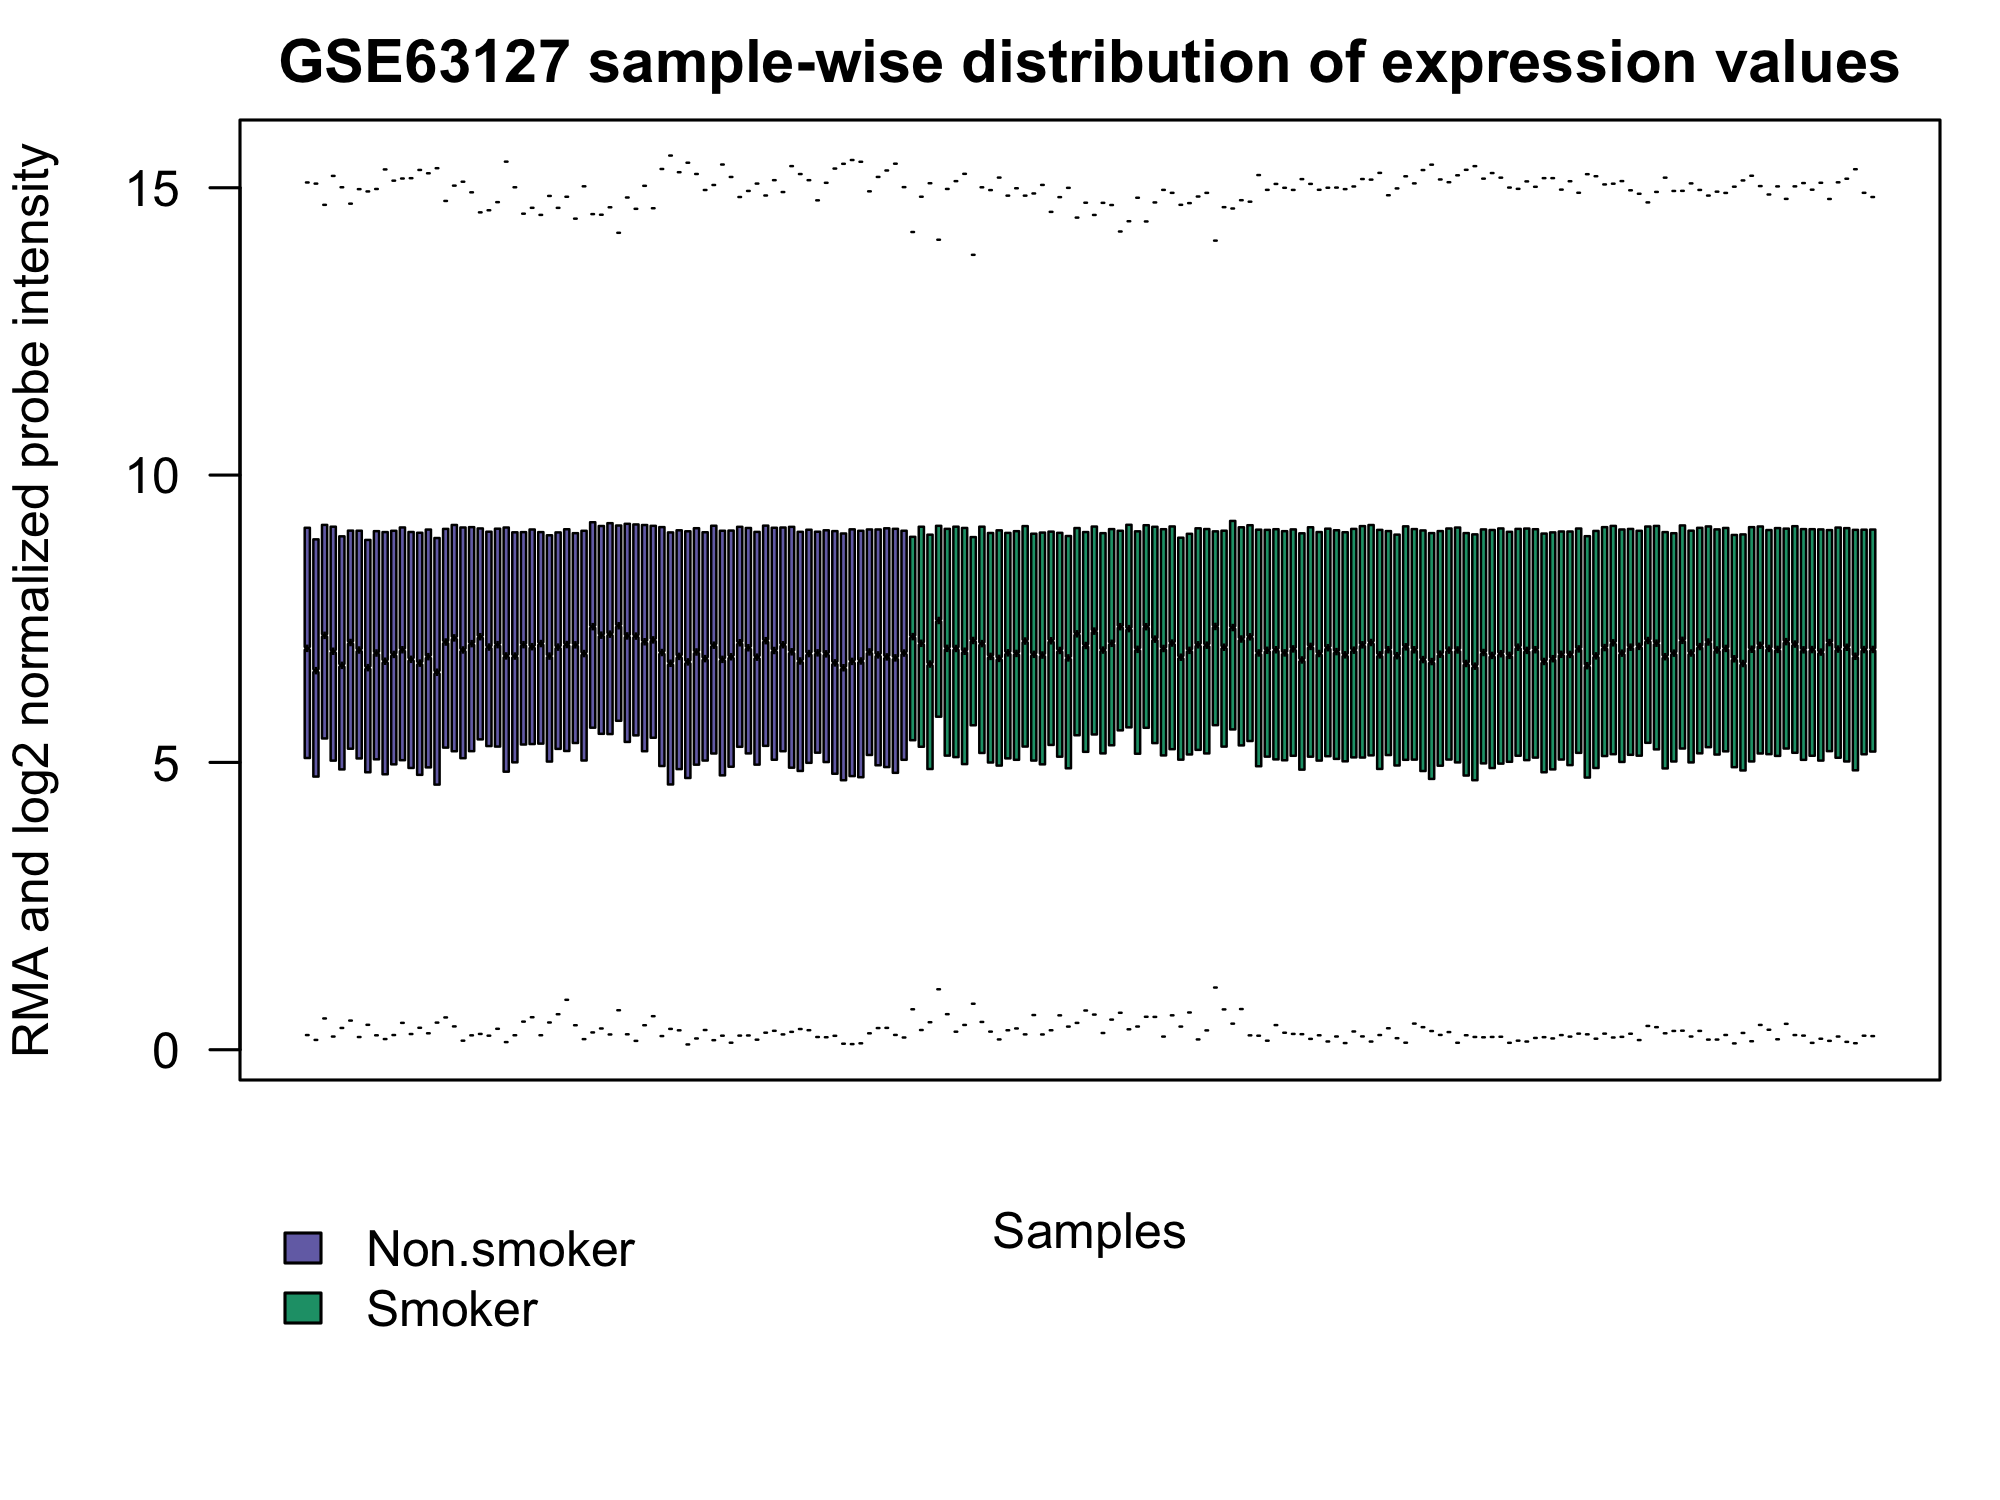 GSE63127 sample-wise distribution of expression values
RMA and log2 normalized probe intensity
15
10
5
0
Samples
Non.smoker
Smoker